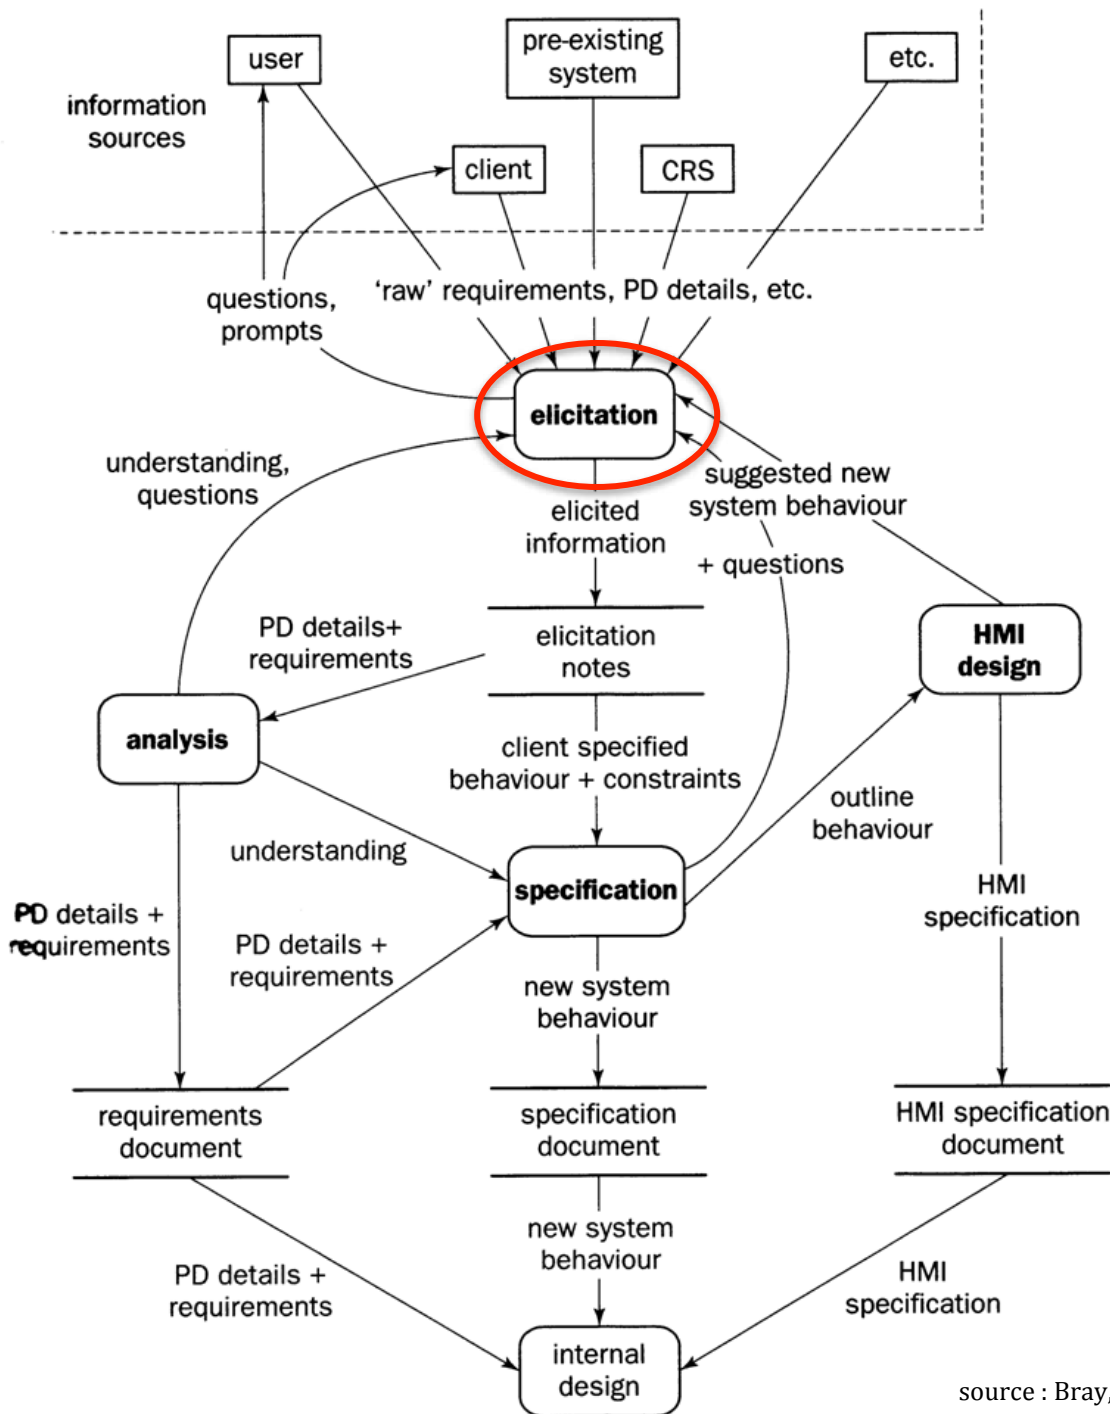 user
pre-existing
system
etc.
information
sources
client
CRS
questions,
prompts
'raw' requirements, PD details, etc.
elicitation
understanding,
questions
suggested new
system behaviour
+ questions
elicited
information
PD details+
requirements
elicitation
notes
HMI
design
analysis
client specified
behaviour + constraints
outline
behaviour
understanding
specification
HMI
specification
PD details +
requirements
PD details +
requirements
new system
behaviour
requirements
document
specification
document
HMI specification
document
new system
behaviour
PD details +
requirements
HMI
specification
internal
design
source : Bray,